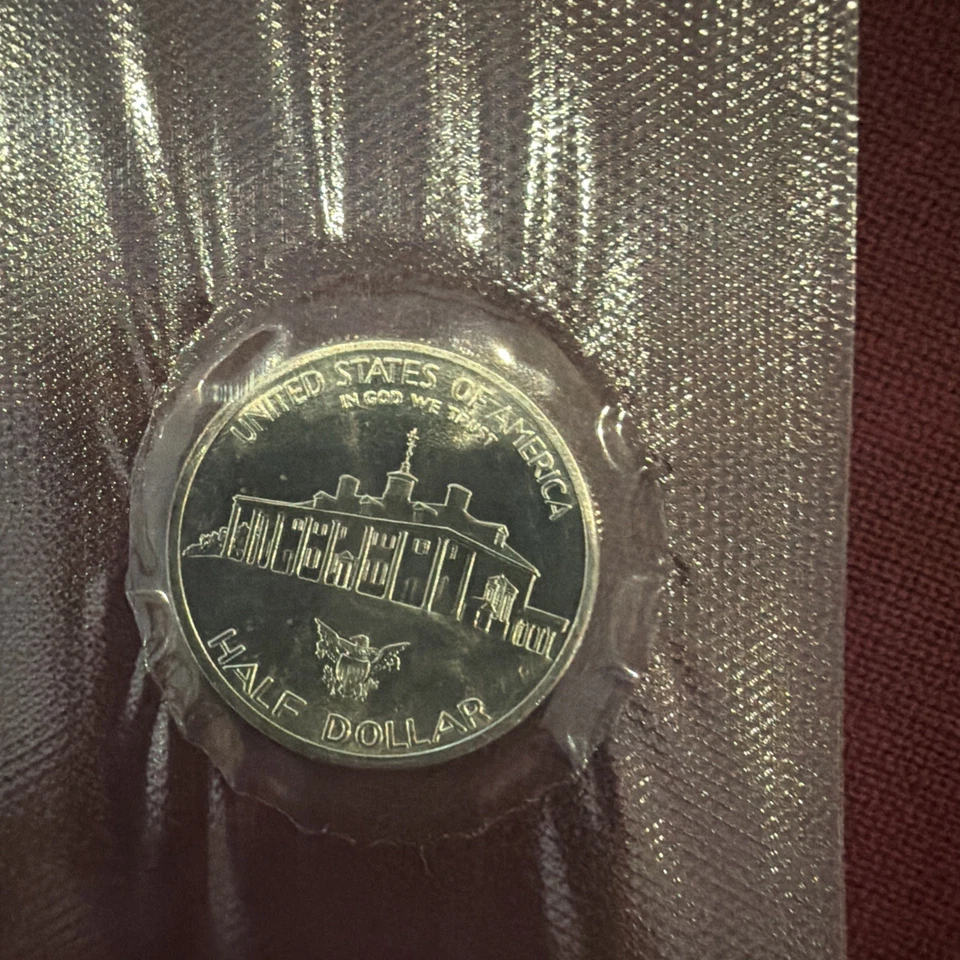 UNITED STATES OF AMERICA
IN GOD WE TRUST
HALF DOLLAR